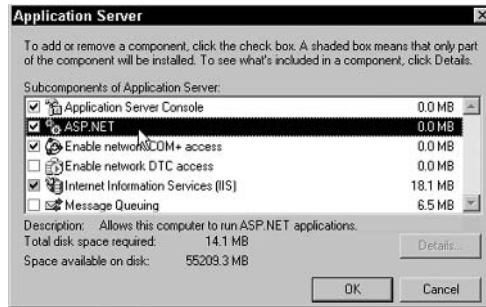 Application Server
To add or remove a component, click the check box. A shaded box means that only part
of the component will be installed. To see what's included in a component, click Details.
Subcomponents of Application Server:
Application Server Console 0.0 MB
ASP.NET 0.0 MB
Enable network COM+ access 0.0 MB
Enable network DTC access 0.0 MB
Internet Information Services (IIS) 18.1 MB
Message Queuing 6.5 MB
Description: Allows this computer to run ASP.NET applications.
Total disk space required: 14.1 MB
Details...
Space available on disk: 55209.3 MB
OK Cancel